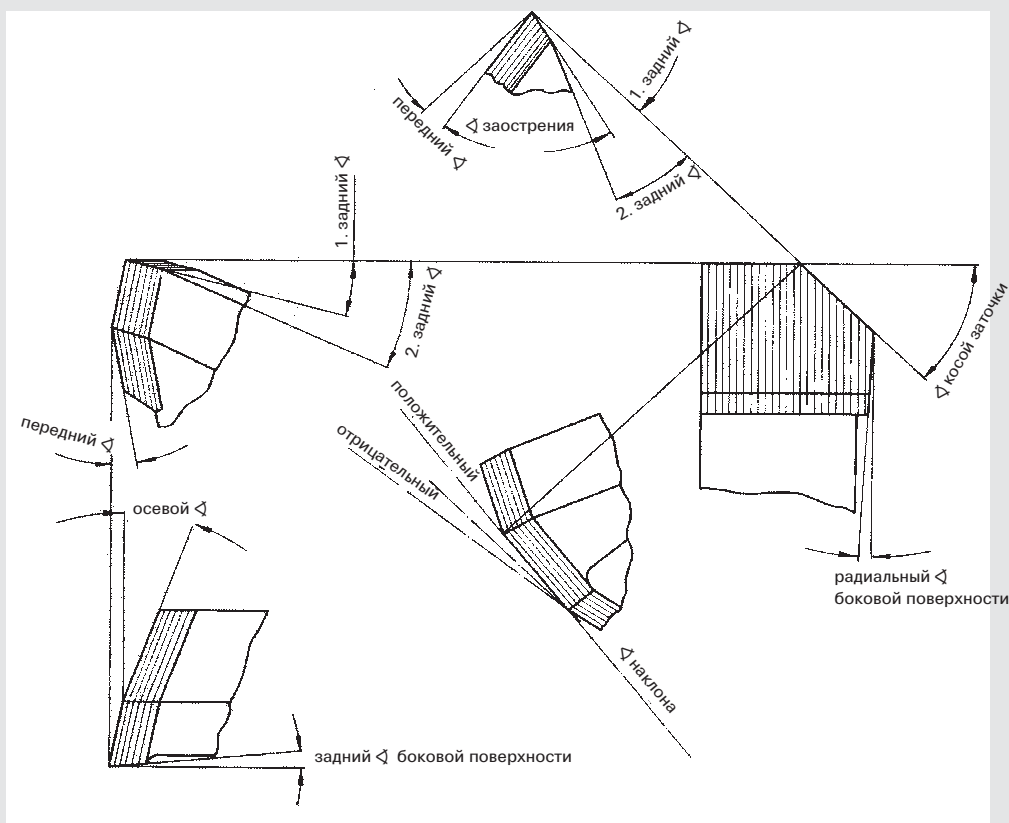 1. задний ∢
передний ∢
∢ заострения
2. задний ∢
1. задний ∢
2. задний ∢
∢ косой заточки
положительный
отрицательный
передний ∢
осевой ∢
радиальный ∢
боковой поверхности
∢ наклона
задний ∢ боковой поверхности